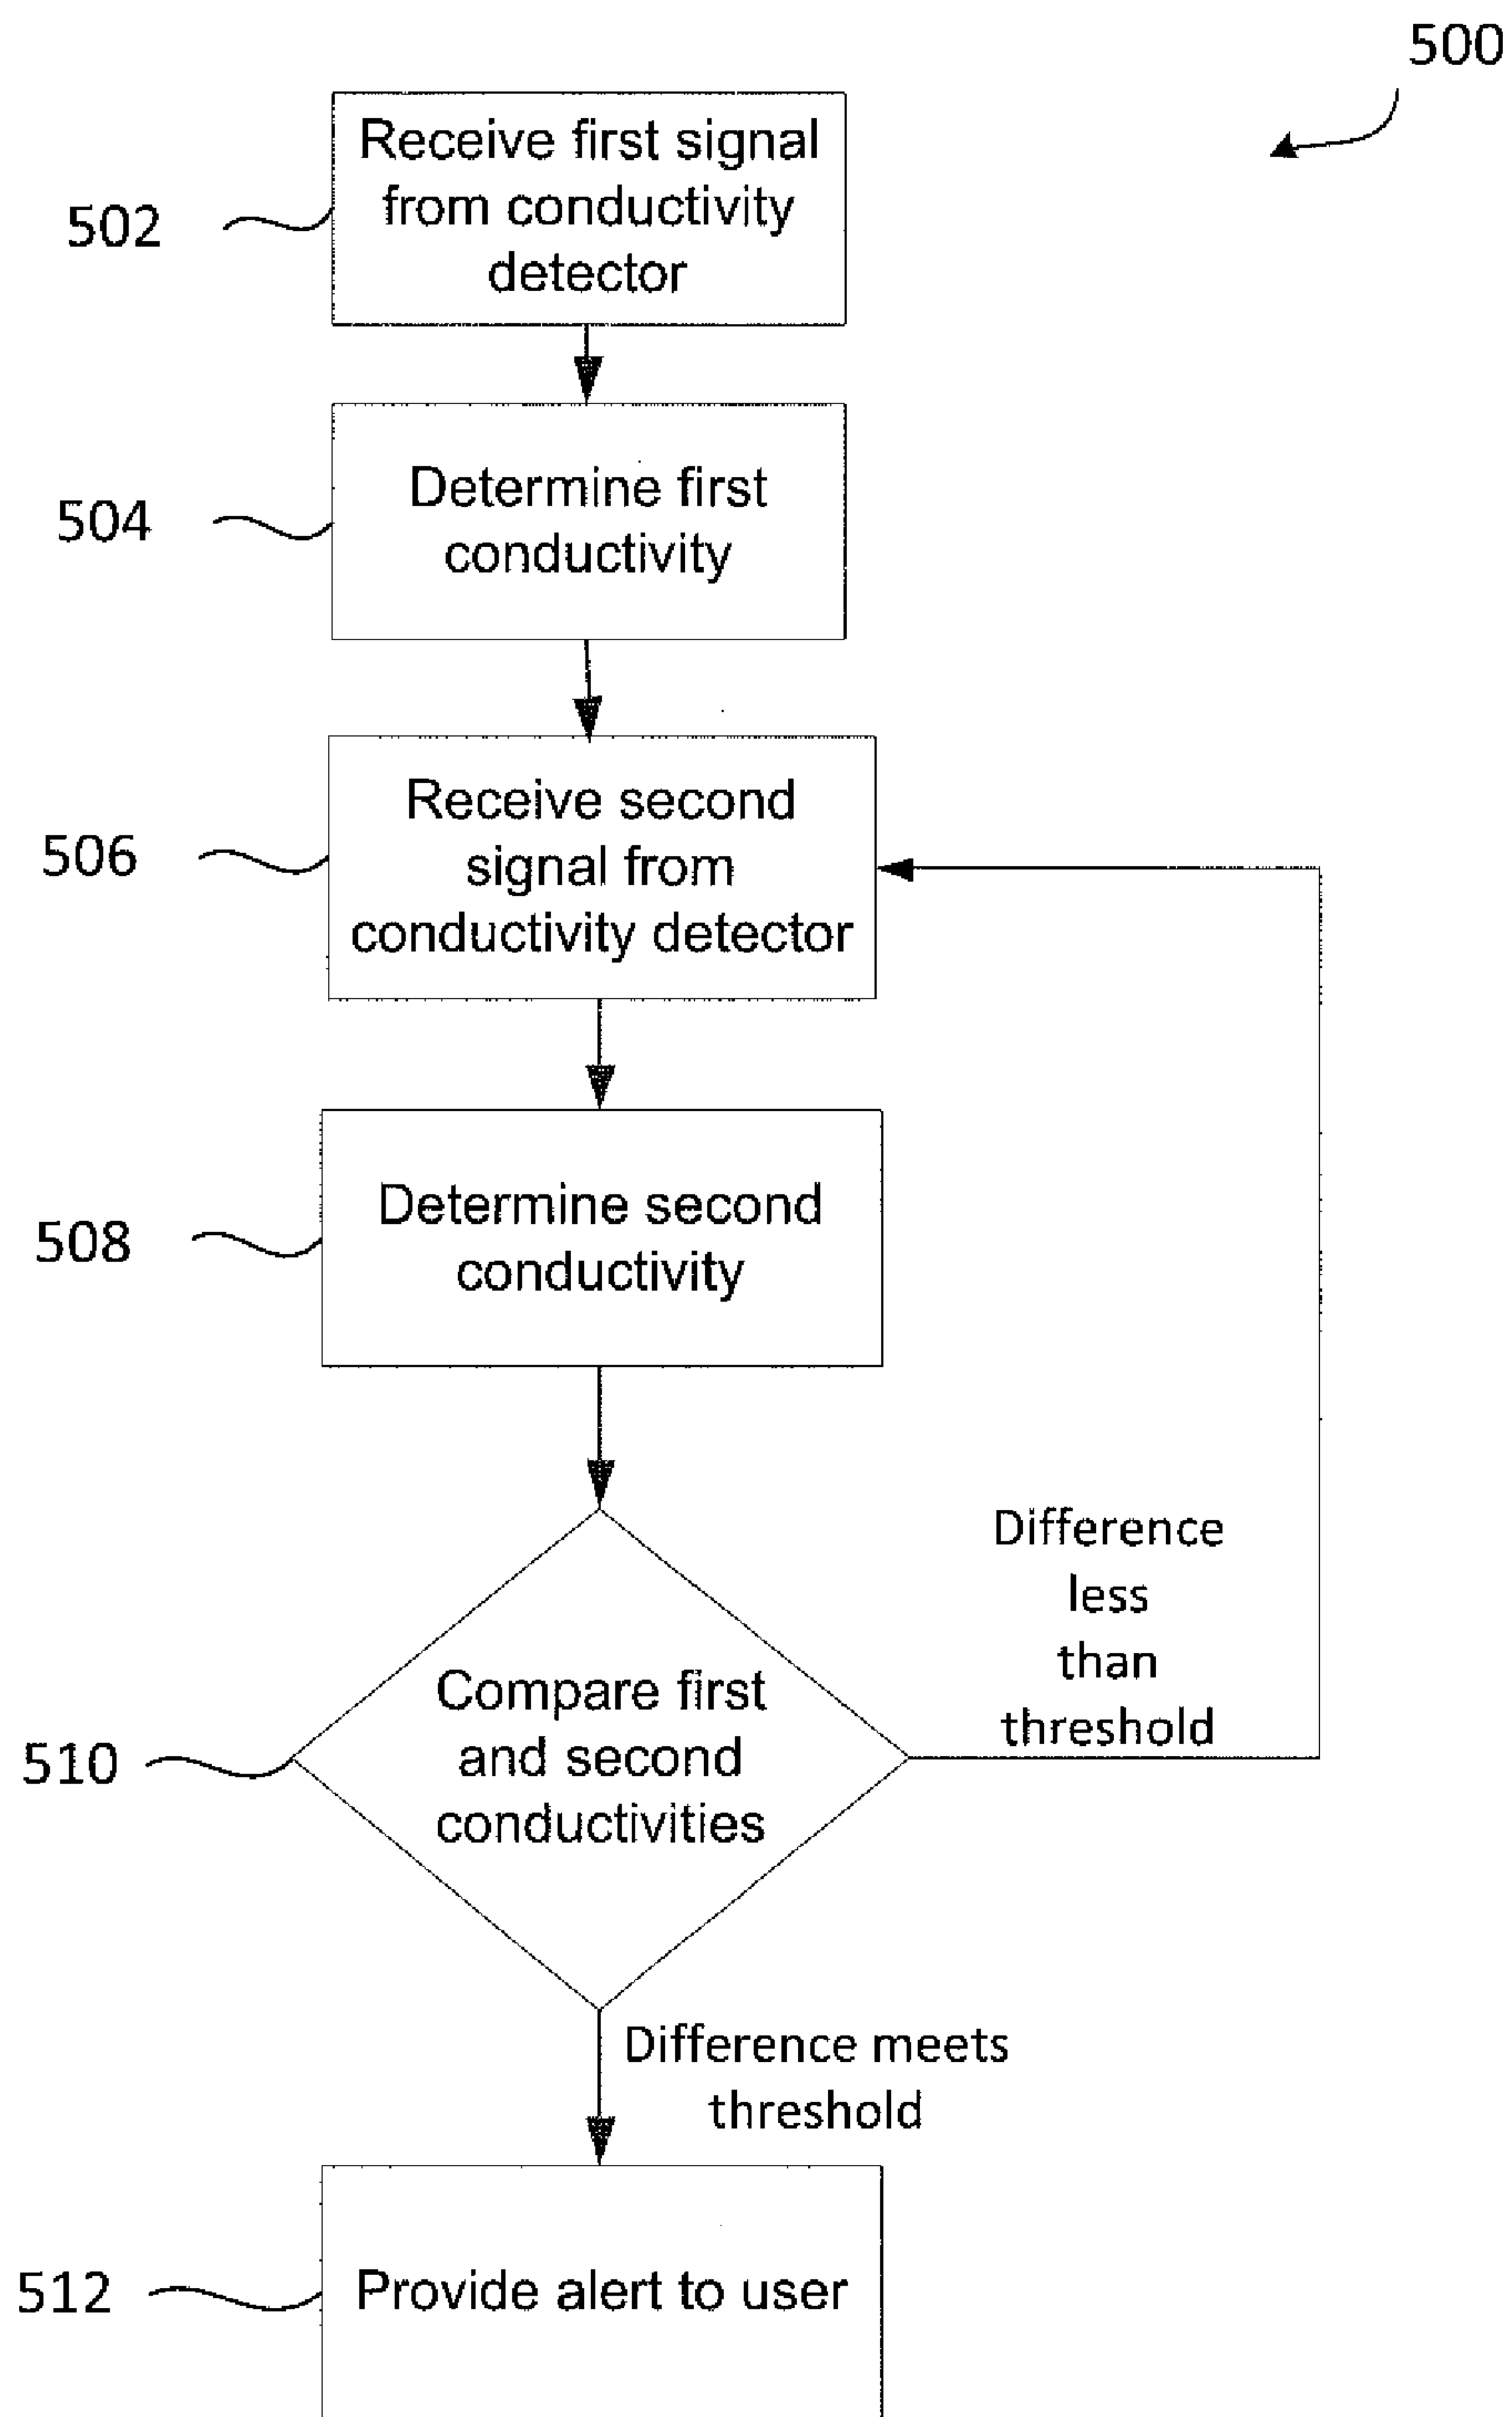 500
502
Receive first signal
from conductivity
detector
504
Determine first
conductivity
506
Receive second
signal from
conductivity detector
508
Determine second
conductivity
510
Compare first
and second
conductivities
Difference
less
than
threshold
Difference meets
threshold
512
Provide alert to user